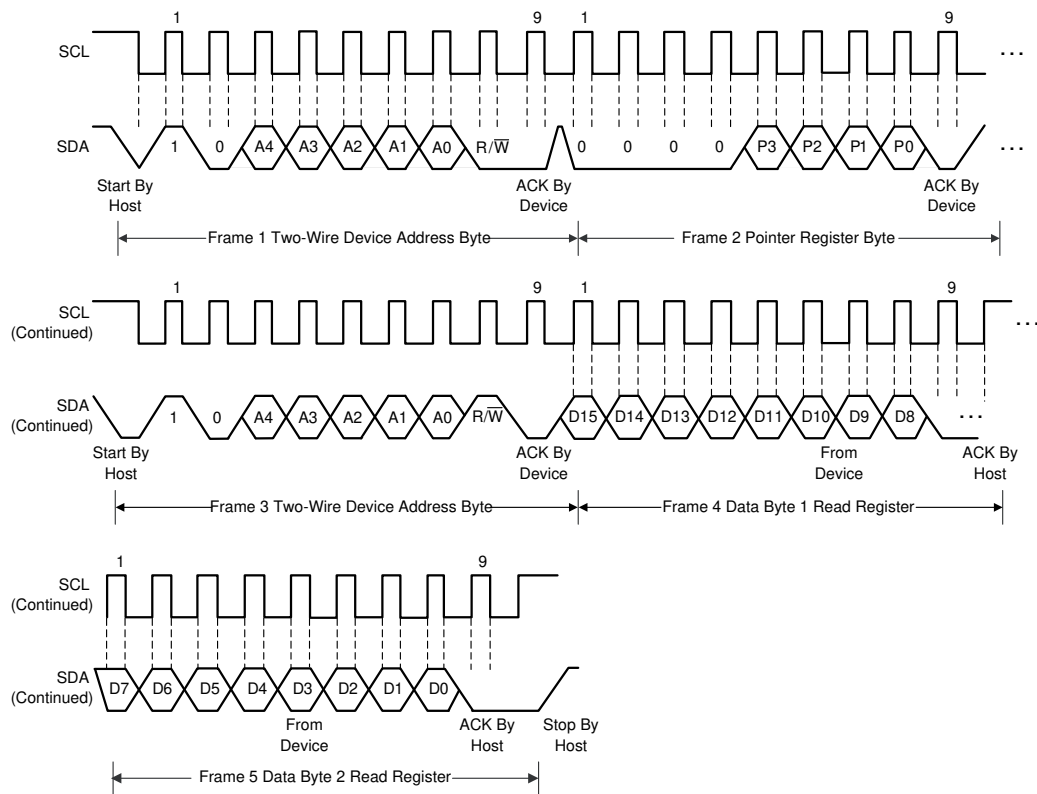 1 9 1 9
SCL ...
SDA 1 0 A4 A3 A2 A1 A0 R/W̅ 0 0 0 0 P3 P2 P1 P0 ...
Start By Host ACK By Device ACK By Device
Frame 1 Two-Wire Device Address Byte Frame 2 Pointer Register Byte
1 9 1 9
SCL (Continued) ...
SDA (Continued) 1 0 A4 A3 A2 A1 A0 R/W̅ D15 D14 D13 D12 D11 D10 D9 D8 ...
Start By Host ACK By Device From Device ACK By Host
Frame 3 Two-Wire Device Address Byte Frame 4 Data Byte 1 Read Register
1 9
SCL (Continued)
SDA (Continued) D7 D6 D5 D4 D3 D2 D1 D0
From Device ACK By Host Stop By Host
Frame 5 Data Byte 2 Read Register